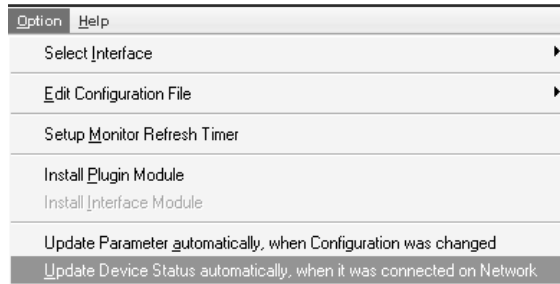 Option Help
Select Interface
Edit Configuration File
Setup Monitor Refresh Timer
Install Plugin Module
Install Interface Module
Update Parameter automatically, when Configuration was changed
Update Device Status automatically, when it was connected on Network